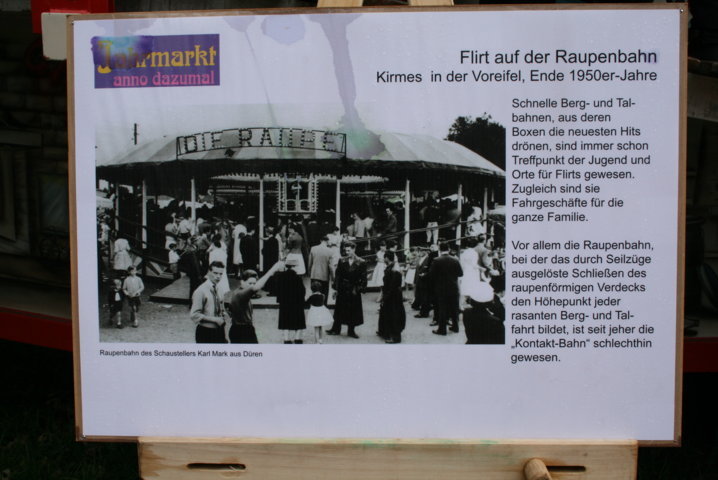 Jahrmarkt
anno dazumal
Flirt auf der Raupenbahn
Kirmes in der Voreifel, Ende 1950er-Jahre
DIE RAUPE
Schnelle Berg- und Tal-
bahnen, aus deren
Boxen die neuesten Hits
drönen, sind immer schon
Treffpunkt der Jugend und
Orte für Flirts gewesen.
Zugleich sind sie
Fahrgeschäfte für die
ganze Familie.
Vor allem die Raupenbahn,
bei der das durch Seilzüge
ausgelöste Schließen des
raupenförmigen Verdecks
den Höhepunkt jeder
rasanten Berg- und Tal-
fahrt bildet, ist seit jeher die
„Kontakt-Bahn“ schlechthin
gewesen.
Raupenbahn des Schaustellers Karl Mark aus Düren